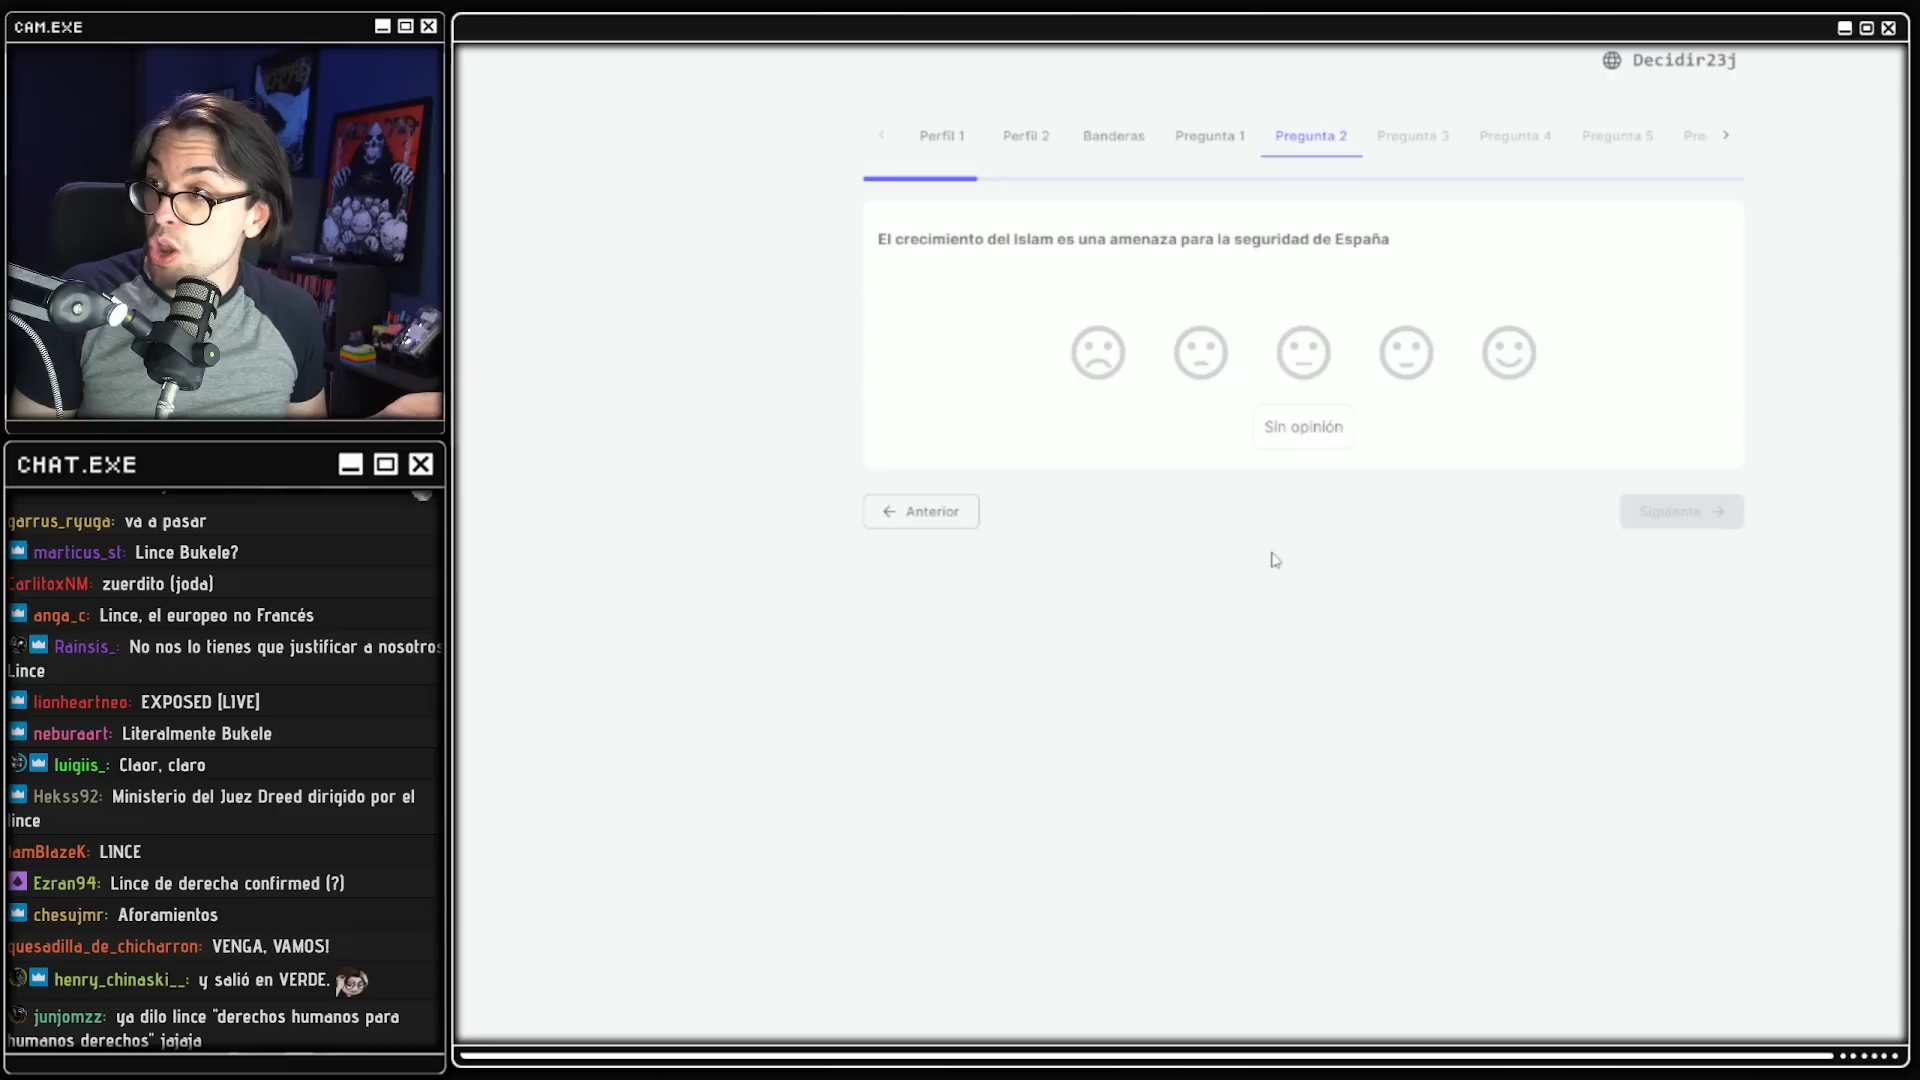 CAM.EXE
Decidir23j
Perfil 1
Perfil 2
Banderas
Pregunta 1
Pregunta 2
Pregunta 3
Pregunta 4
Pregunta 5
Pre
El crecimiento del Islam es una amenaza para la seguridad de España
Sin opinión
Anterior
Siguiente
CHAT.EXE
garrus_ryuga: va a pasar
marticus_st: Lince Bukele?
CarlitoxNM: zuerdito (joda)
anga_c: Lince, el europeo no Francés
Rainsis_: No nos lo tienes que justificar a nosotros
Lince
lionheartneo: EXPOSED [LIVE]
neburaart: Literalmente Bukele
luigiis_: Claor, claro
Hekss92: Ministerio del Juez Dreed dirigido por el
lince
IamBlazeK: LINCE
Ezran94: Lince de derecha confirmed (?)
chesujmr: Aforamientos
quesadilla_de_chicharron: VENGA, VAMOS!
henry_chinaski__: y salió en VERDE.
junjomzz: ya dilo lince "derechos humanos para
humanos derechos" jajaja